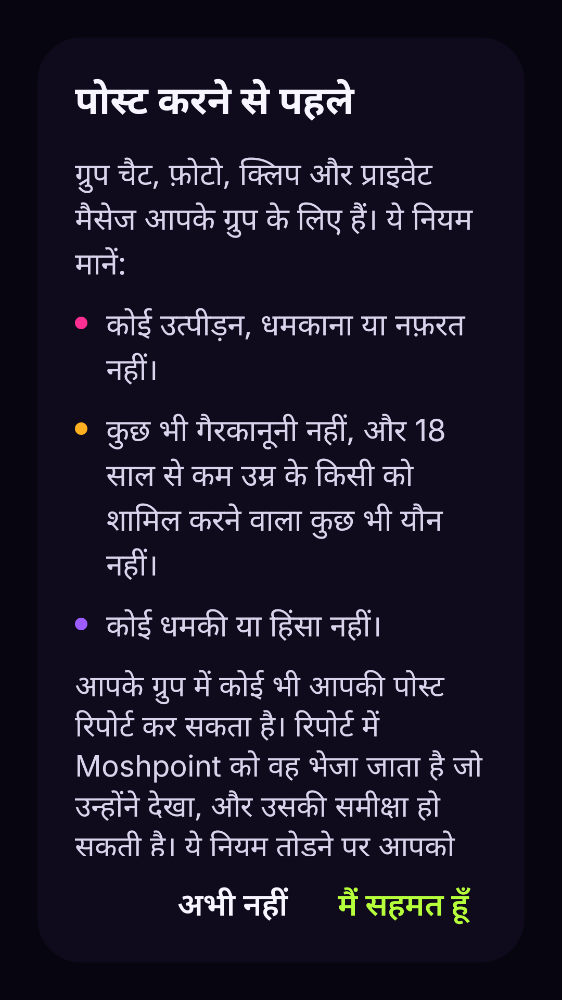 पोस्ट करने से पहले
ग्रुप चैट, फ़ोटो, क्लिप और प्राइवेट
मैसेज आपके ग्रुप के लिए हैं। ये नियम
मानें:
कोई उत्पीड़न, धमकाना या नफ़रत
नहीं।
कुछ भी गैरकानूनी नहीं, और 18
साल से कम उम्र के किसी को
शामिल करने वाला कुछ भी यौन
नहीं।
कोई धमकी या हिंसा नहीं।
आपके ग्रुप में कोई भी आपकी पोस्ट
रिपोर्ट कर सकता है। रिपोर्ट में
Moshpoint को वह भेजा जाता है जो
उन्होंने देखा, और उसकी समीक्षा हो
सकती है। ये नियम तोड़ने पर आपको
अभी नहीं
मैं सहमत हूँ